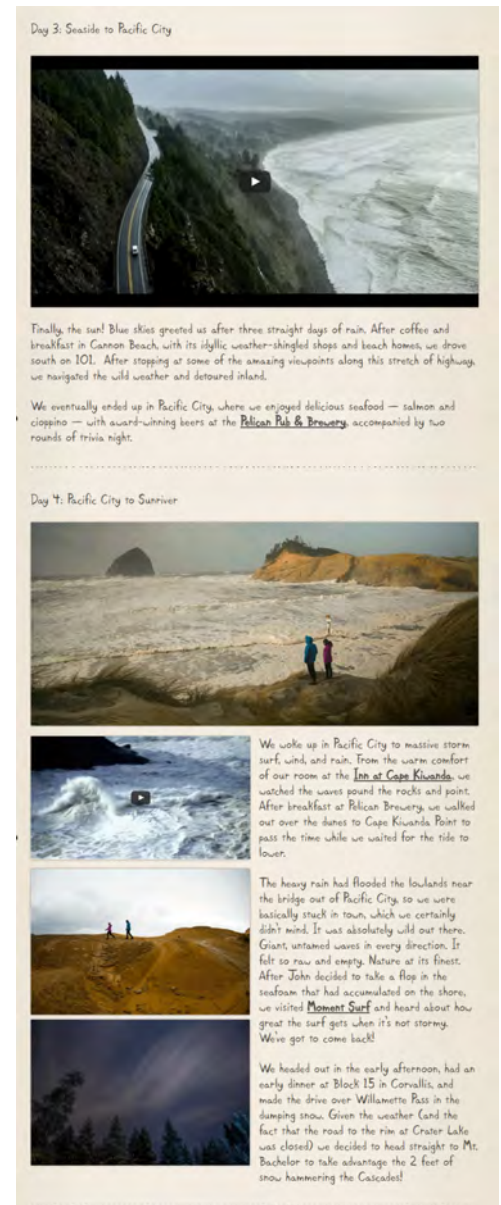 Day 3: Seaside to Pacific City
Finally, the sun! Blue skies greeted us after three straight days of rain. After coffee and
breakfast in Cannon Beach, with its idyllic weather-shingled shops and beach homes, we drove
south on 101. After stopping at some of the amazing viewpoints along this stretch of highway,
we navigated the wild weather and detoured inland.
We eventually ended up in Pacific City, where we enjoyed delicious seafood — salmon and
cioppino — with award-winning beers at the Pelican Pub & Brewery, accompanied by two
rounds of trivia night.
Day 4: Pacific City to Sunriver
We woke up in Pacific City to massive storm
surf, wind, and rain. From the warm comfort
of our room at the Inn at Cape Kiwanda, we
watched the waves pound the rocks and point.
After breakfast at Pelican Brewery, we walked
out over the dunes to Cape Kiwanda Point to
pass the time while we waited for the tide to
lower.
The heavy rain had flooded the lowlands near
the bridge out of Pacific City, so we were
basically stuck in town, which we certainly
didn't mind. It was absolutely wild out there.
Giant, untamed waves in every direction. It
felt so raw and empty. Nature at its finest.
After John decided to take a flop in the
seafoam that had accumulated on the shore,
we visited Moment Surf and heard about how
great the surf gets when it's not stormy.
We've got to come back!
We headed out in the early afternoon, had an
early dinner at Block 15 in Corvallis, and
made the drive over Willamette Pass in the
dumping snow. Given the weather (and the
fact that the road to the rim at Crater Lake
was closed) we decided to head straight to Mt.
Bachelor to take advantage the 2 feet of
snow hammering the Cascades!